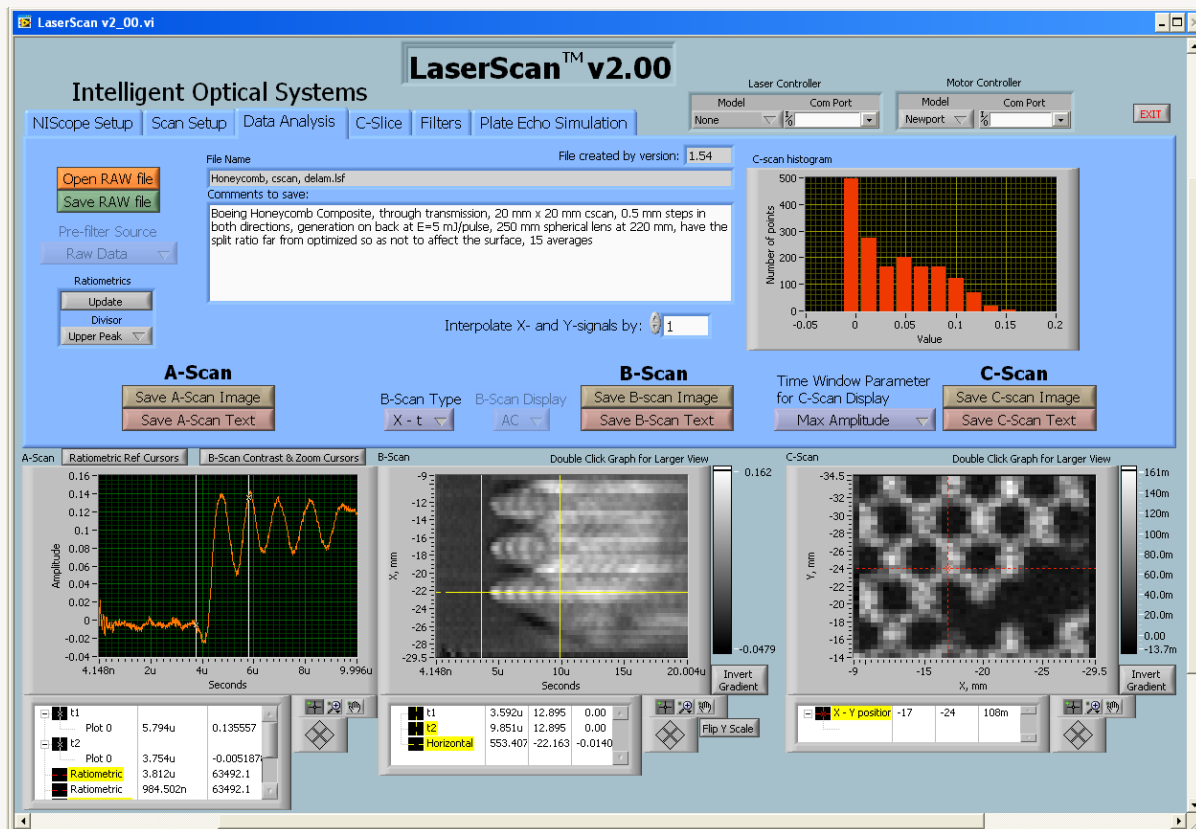 LaserScan v2_00.vi
LaserScan™ v2.00
Intelligent Optical Systems
Laser Controller
Motor Controller
Model
Com Port
Model
Com Port
None
Newport
EXIT
NIScope Setup
Scan Setup
Data Analysis
C-Slice
Filters
Plate Echo Simulation
Open RAW file
Save RAW file
Pre-filter Source
Raw Data
Ratiometrics
Update
Divisor
Upper Peak
File Name
File created by version: 1.54
Honeycomb, cscan, delam.lsf
Comments to save:
Boeing Honeycomb Composite, through transmission, 20 mm x 20 mm cscan, 0.5 mm steps in
both directions, generation on back at E=5 mJ/pulse, 250 mm spherical lens at 220 mm, have the
split ratio far from optimized so as not to affect the surface, 15 averages
Interpolate X- and Y-signals by: 1
C-scan histogram
Number of points
500
400
300
200
100
0
-0.05 0 0.05 0.1 0.15 0.2
Value
A-Scan
Save A-Scan Image
Save A-Scan Text
B-Scan Type
X - t
B-Scan Display
AC
B-Scan
Save B-scan Image
Save B-Scan Text
Time Window Parameter
for C-Scan Display
Max Amplitude
C-Scan
Save C-scan Image
Save C-Scan Text
A-Scan
Ratiometric Ref Cursors
B-Scan Contrast & Zoom Cursors
Amplitude
0.16
0.14
0.12
0.1
0.08
0.06
0.04
0.02
0
-0.02
-0.04
4.148n 2u 4u 6u 8u 9.996u
Seconds
t1
Plot 0 5.794u 0.135557
t2
Plot 0 3.754u -0.005187
Ratiometric 3.812u 63492.1
Ratiometric 984.502n 63492.1
B-Scan
Double Click Graph for Larger View
X, mm
-9
-12
-14
-16
-18
-20
-22
-24
-26
-28
-29.5
4.148n 5u 10u 15u 20.004u
Seconds
0.162
-0.0479
Invert
Gradient
t1 3.592u 12.895 0.00
t2 9.851u 12.895 0.00
Horizontal 553.407 -22.163 -0.0140
Flip Y Scale
C-Scan
Double Click Graph for Larger View
Y, mm
-34.5
-32
-30
-28
-26
-24
-22
-20
-18
-16
-14
-9 -15 -20 -25 -29.5
X, mm
161m
140m
120m
100m
80.0m
60.0m
40.0m
20.0m
0.00
-13.7m
Invert
Gradient
X - Y position -17 -24 108m